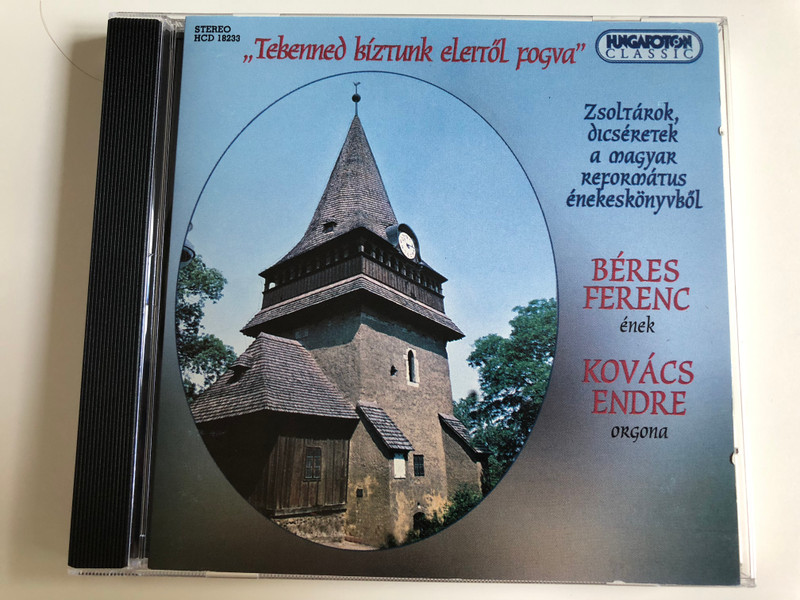 STEREO
HCD 18233
„Tebenned bíztunk eleitől fogva”
HUNGAROTON
CLASSIC
Zsoltárok,
dicséretek
a magyar
református
énekeskönyvből
BÉRES
FERENC
ének
KOVÁCS
ENDRE
orgona